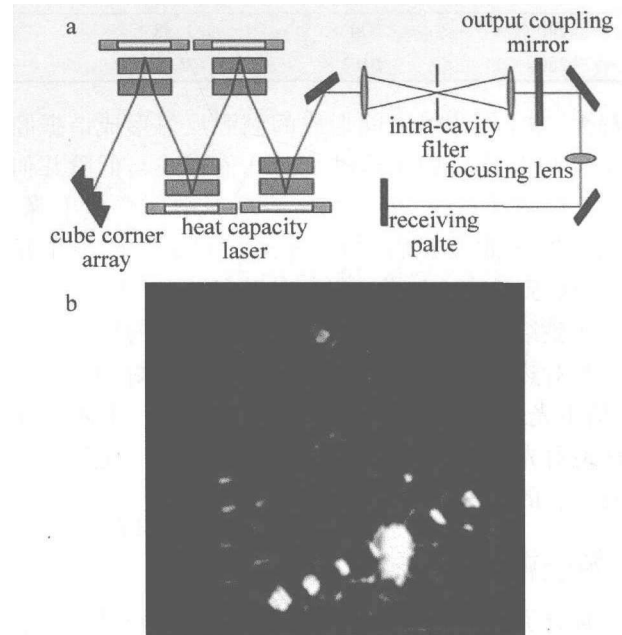 a
output coupling
mirror
intra-cavity
filter
focusing lens
cube corner
array
heat capacity
laser
receiving
palte
b